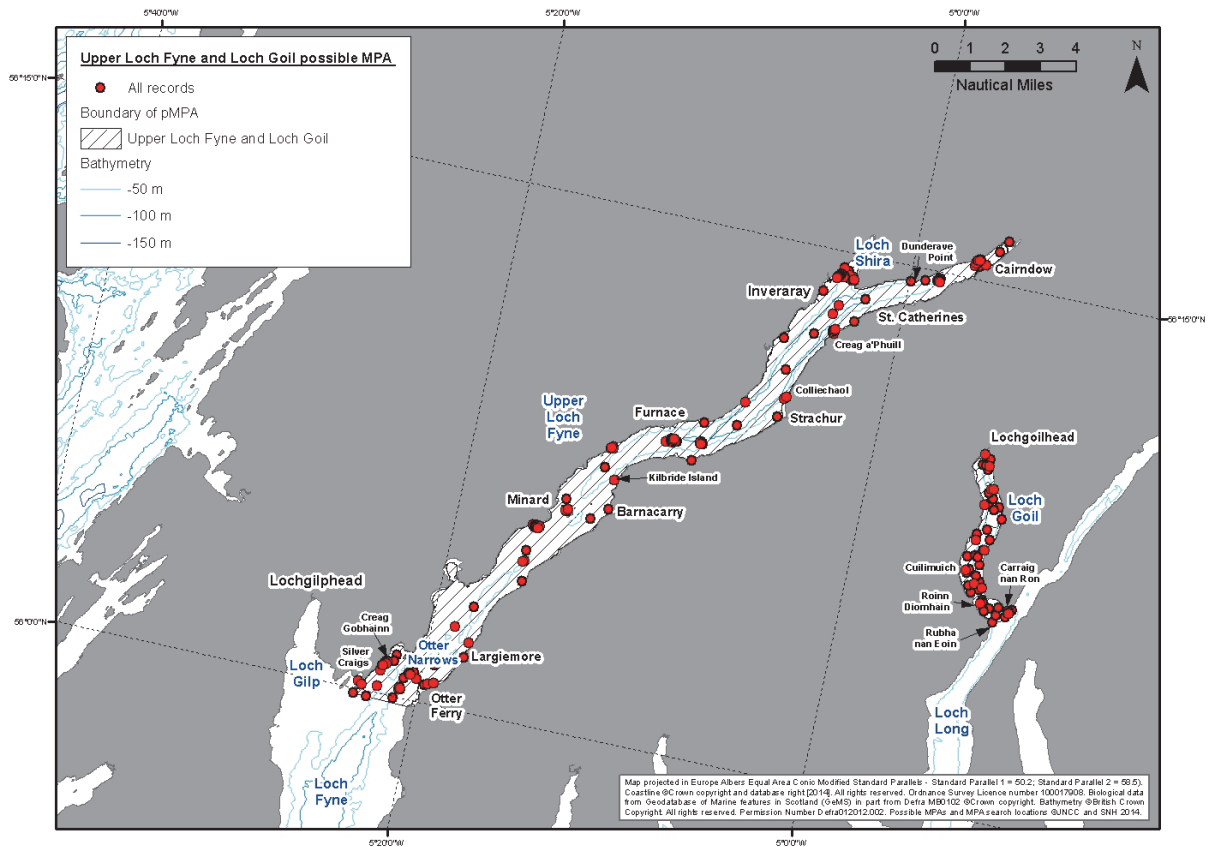 5°40'0"W
5°20'0"W
5°0'0"W
56°15'0"N
Upper Loch Fyne and Loch Goil possible MPA
All records
Boundary of pMPA
Upper Loch Fyne and Loch Goil
Bathymetry
-50 m
-100 m
-150 m
0 1 2 3 4
Nautical Miles
N
Loch
Shira
Dunderave
Point
Cairndow
Inveraray
St. Catherines
56°15'0"N
Creag a'Phuill
Colliechaol
Strachur
Upper
Loch
Fyne
Furnace
Lochgoilhead
Kilbride Island
Minard
Barnacarry
Loch
Goil
Cuilimuich
Carraig
nan Ron
Roinn
Diomhain
Rubha
nan Eoin
Lochgilphead
56°0'0"N
Creag
Gobhainn
Silver
Craigs
Otter
Narrows
Largiemore
Loch
Gilp
Otter
Ferry
Loch
Long
Loch
Fyne
Map projected in Europe Albers Equal Area Conic Modified Standard Parallels - Standard Parallel 1 = 50.2; Standard Parallel 2 = 58.5).
Coastline ©Crown copyright and database right [2014]. All rights reserved. Ordnance Survey Licence number 100017908. Biological data
from Geodatabase of Marine features in Scotland (GeMS) in part from Defra MB0102 ©Crown copyright. Bathymetry ©British Crown
Copyright. All rights reserved. Permission Number Defra012012.002. Possible MPAs and MPA search locations ©JNCC and SNH 2014.
5°20'0"W
5°0'0"W